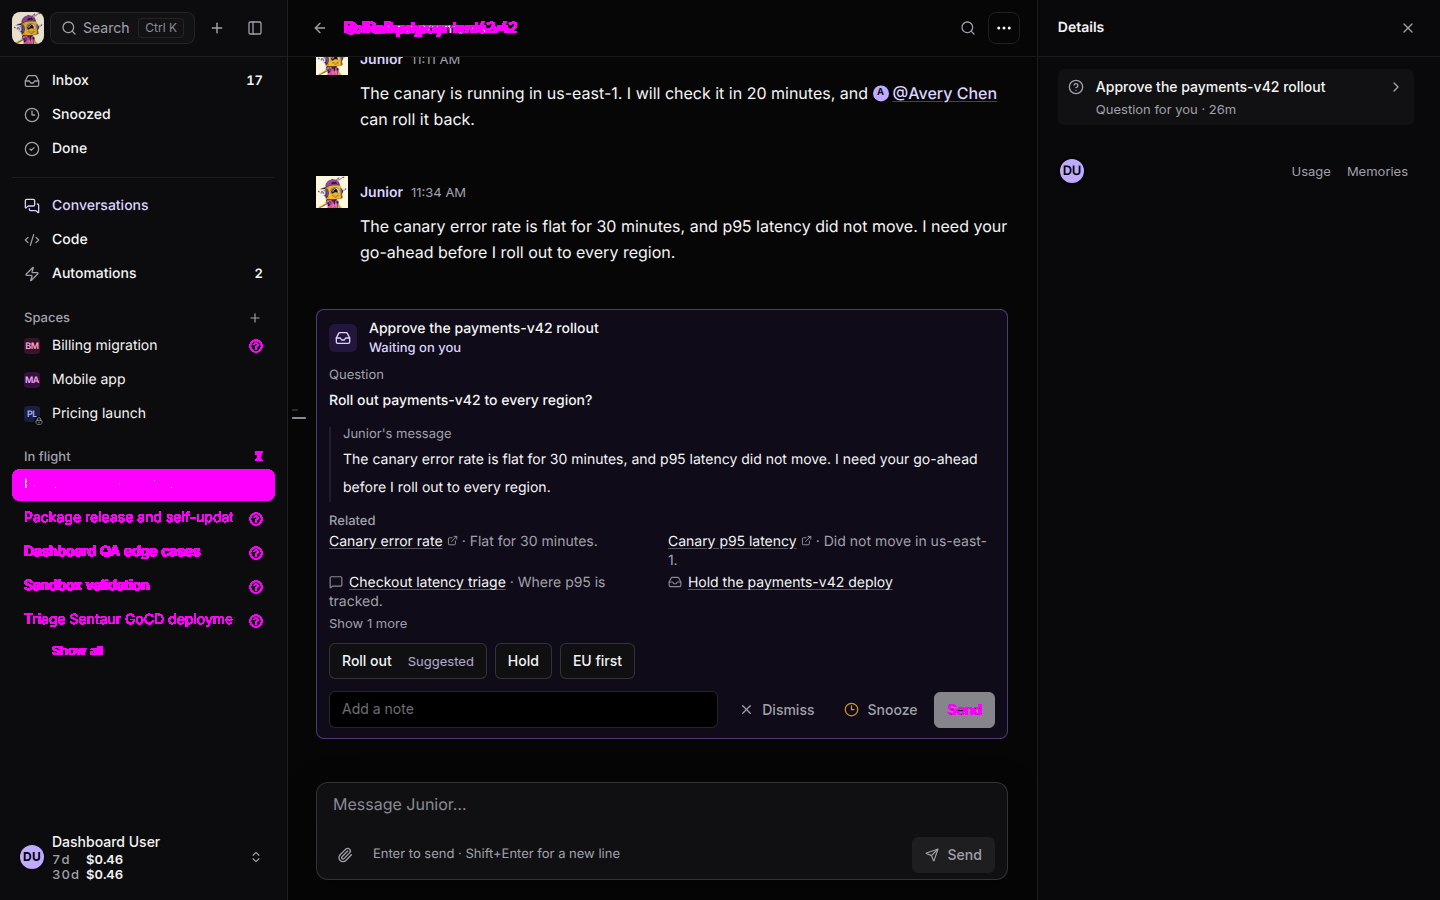 Search Ctrl K
Inbox 17
Snoozed
Done
Conversations
Code
Automations 2
Spaces
BM Billing migration
MA Mobile app
PL Pricing launch
In flight
Package release and self-updat
Dashboard QA edge cases
Sandbox validation
Triage Sentaur GoCD deployme
Show all
DU Dashboard User
7d $0.46
30d $0.46
Junior 11:11 AM
The canary is running in us-east-1. I will check it in 20 minutes, and A @Avery Chen
can roll it back.
Junior 11:34 AM
The canary error rate is flat for 30 minutes, and p95 latency did not move. I need your
go-ahead before I roll out to every region.
Approve the payments-v42 rollout
Waiting on you
Question
Roll out payments-v42 to every region?
Junior's message
The canary error rate is flat for 30 minutes, and p95 latency did not move. I need your go-ahead
before I roll out to every region.
Related
Canary error rate · Flat for 30 minutes.
Canary p95 latency · Did not move in us-east-
1.
Checkout latency triage · Where p95 is
tracked.
Hold the payments-v42 deploy
Show 1 more
Roll out Suggested Hold EU first
Add a note Dismiss Snooze Send
Message Junior...
Enter to send · Shift+Enter for a new line Send
Details
Approve the payments-v42 rollout
Question for you · 26m
DU Usage Memories